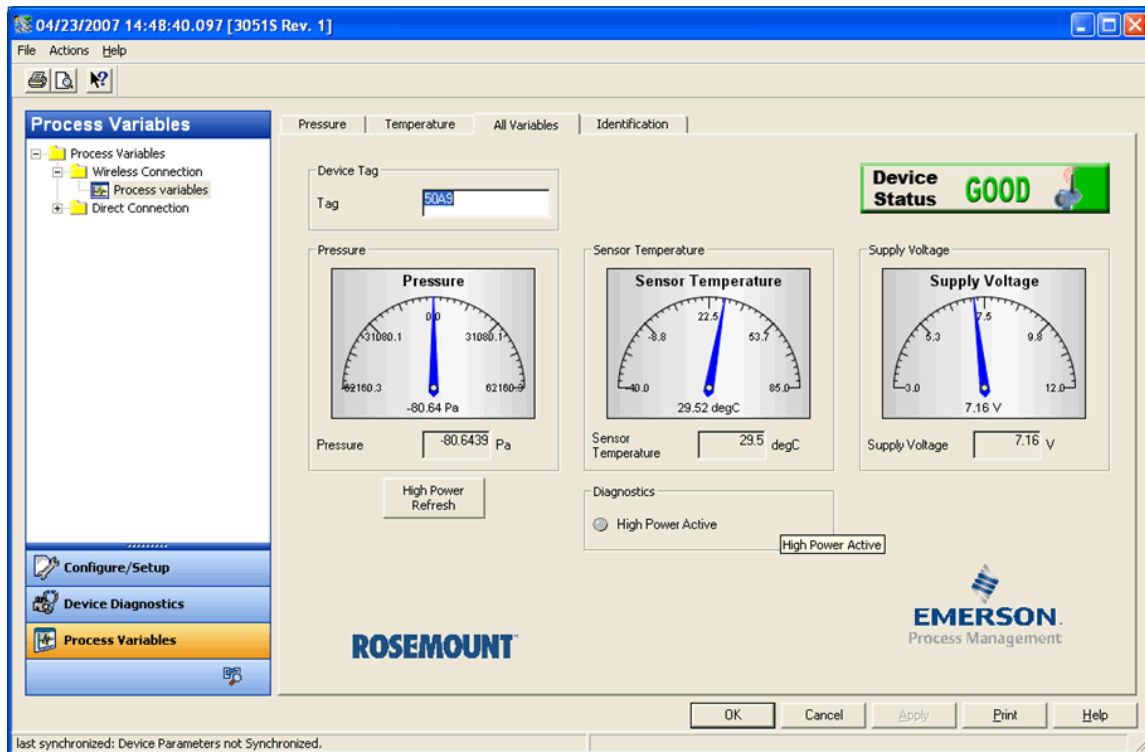 04/23/2007 14:48:40.097 [3051S Rev. 1]
File Actions Help
Process Variables
Process Variables
Wireless Connection
Process variables
Direct Connection
Configure/Setup
Device Diagnostics
Process Variables
Pressure Temperature All Variables Identification
Device Tag
Tag 50A9
Device
Status GOOD
Pressure
Pressure
0.0
-31080.1 31080.1
-62160.3 62160.3
-80.64 Pa
Pressure -80.6439 Pa
High Power
Refresh
Sensor Temperature
Sensor Temperature
22.5
-8.8 53.7
-40.0 85.0
29.52 degC
Sensor
Temperature 29.5 degC
Supply Voltage
Supply Voltage
7.5
5.3 9.8
3.0 12.0
7.16 V
Supply Voltage 7.16 V
Diagnostics
High Power Active
High Power Active
ROSEMOUNT
EMERSON.
Process Management
OK Cancel Apply Print Help
last synchronized: Device Parameters not Synchronized.